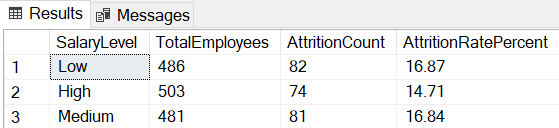 Results Messages
SalaryLevel TotalEmployees AttritionCount AttritionRatePercent
1 Low 486 82 16.87
2 High 503 74 14.71
3 Medium 481 81 16.84